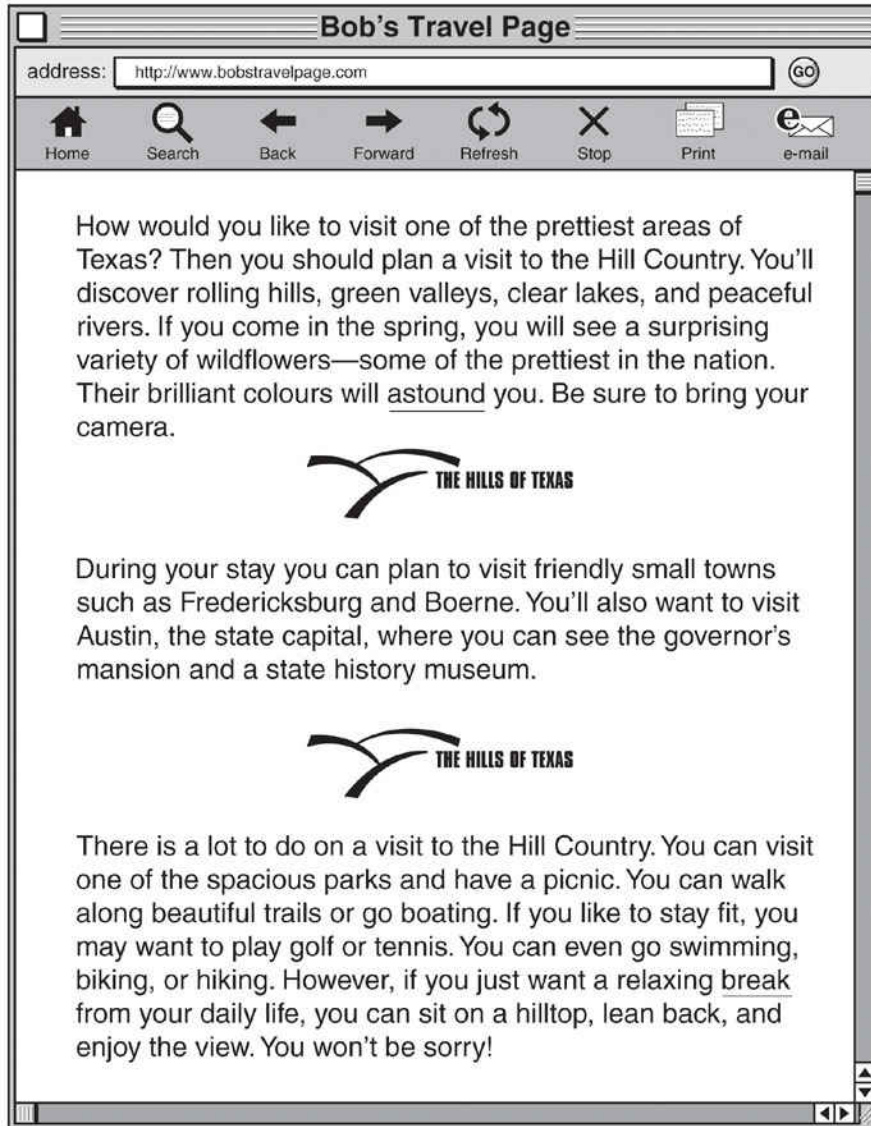 Bob's Travel Page
address: http://www.bobstravelpage.com GO
Home Search Back Forward Refresh Stop Print e-mail
How would you like to visit one of the prettiest areas of
Texas? Then you should plan a visit to the Hill Country. You'll
discover rolling hills, green valleys, clear lakes, and peaceful
rivers. If you come in the spring, you will see a surprising
variety of wildflowers—some of the prettiest in the nation.
Their brilliant colours will astound you. Be sure to bring your
camera.
THE HILLS OF TEXAS
During your stay you can plan to visit friendly small towns
such as Fredericksburg and Boerne. You'll also want to visit
Austin, the state capital, where you can see the governor's
mansion and a state history museum.
THE HILLS OF TEXAS
There is a lot to do on a visit to the Hill Country. You can visit
one of the spacious parks and have a picnic. You can walk
along beautiful trails or go boating. If you like to stay fit, you
may want to play golf or tennis. You can even go swimming,
biking, or hiking. However, if you just want a relaxing break
from your daily life, you can sit on a hilltop, lean back, and
enjoy the view. You won't be sorry!